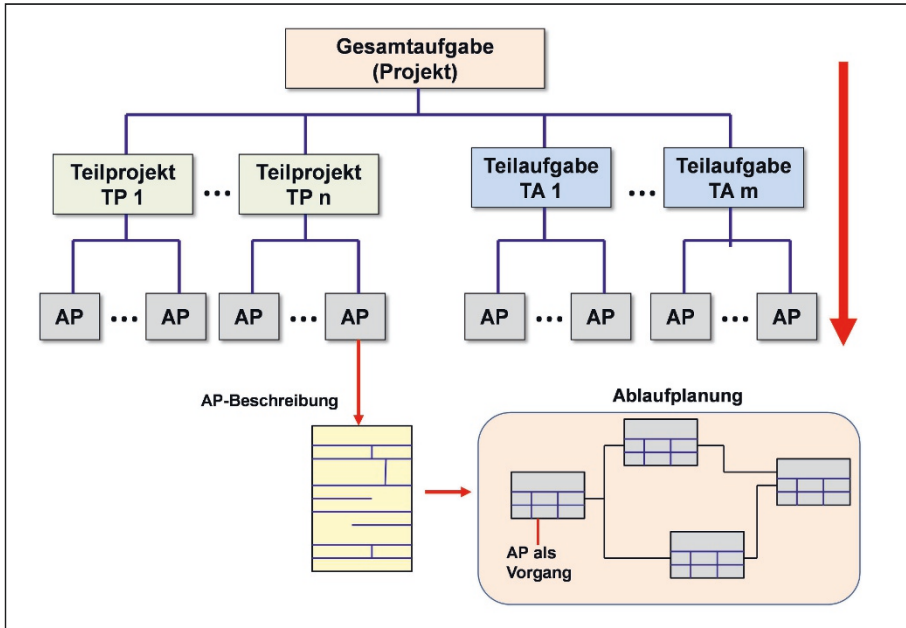 Gesamtaufgabe
(Projekt)
Teilprojekt
TP 1
...
Teilprojekt
TP n
Teilaufgabe
TA 1
...
Teilaufgabe
TA m
AP ... AP AP ... AP AP ... AP AP ... AP
AP-Beschreibung
Ablaufplanung
AP als
Vorgang